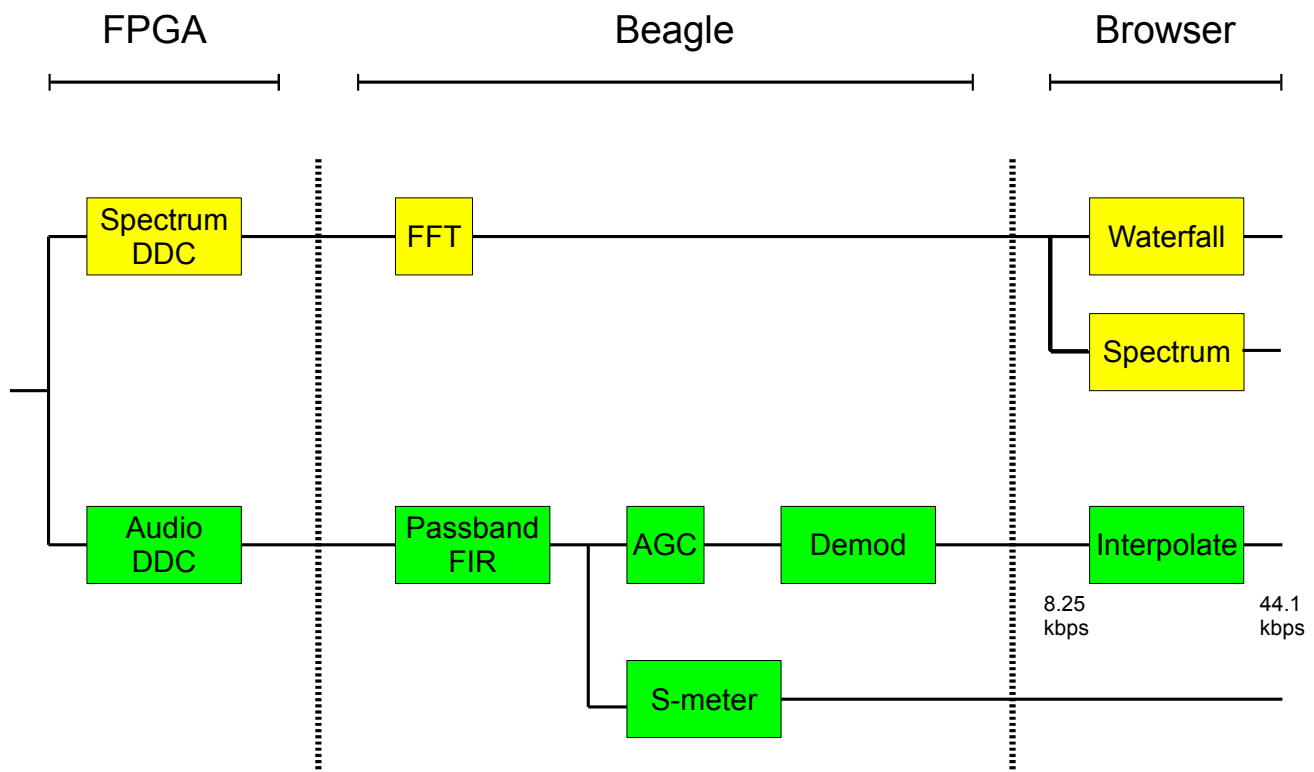 FPGA
Beagle
Browser
Spectrum
DDC
FFT
Waterfall
Spectrum
Audio
DDC
Passband
FIR
AGC
Demod
Interpolate
8.25
kbps
44.1
kbps
S-meter